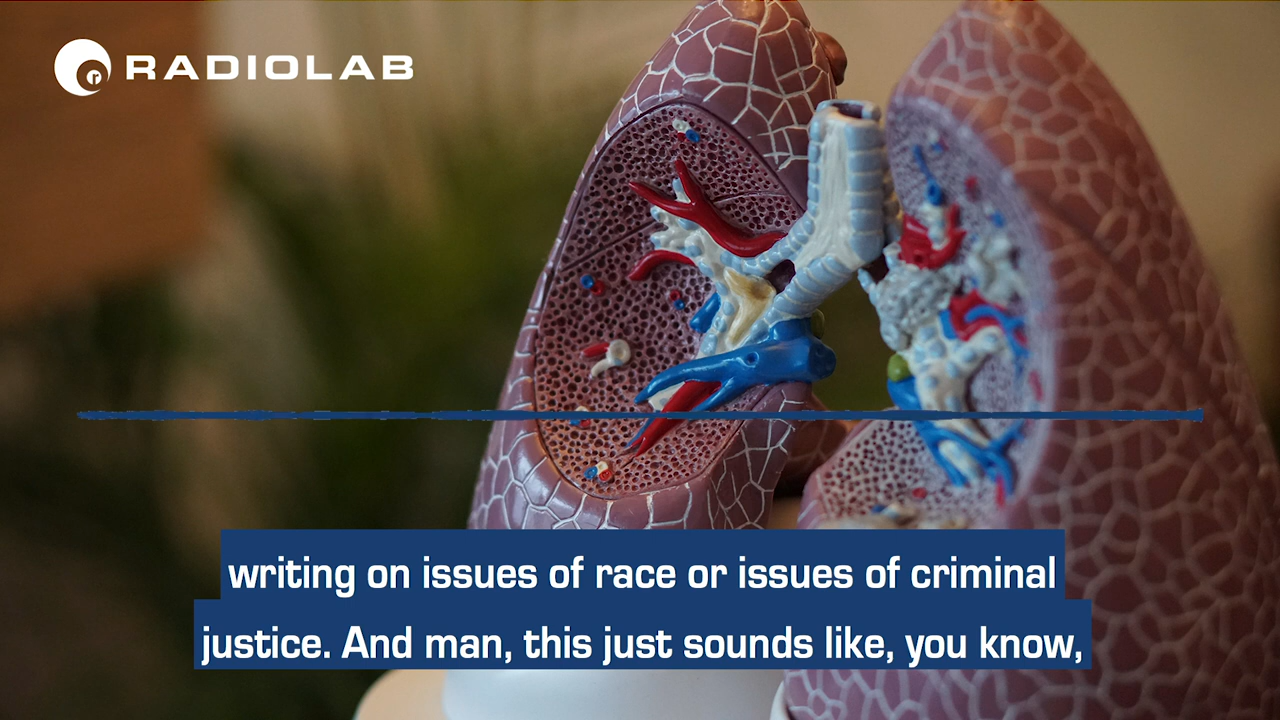 RADIOLAB
writing on issues of race or issues of criminal
justice. And man, this just sounds like, you know,